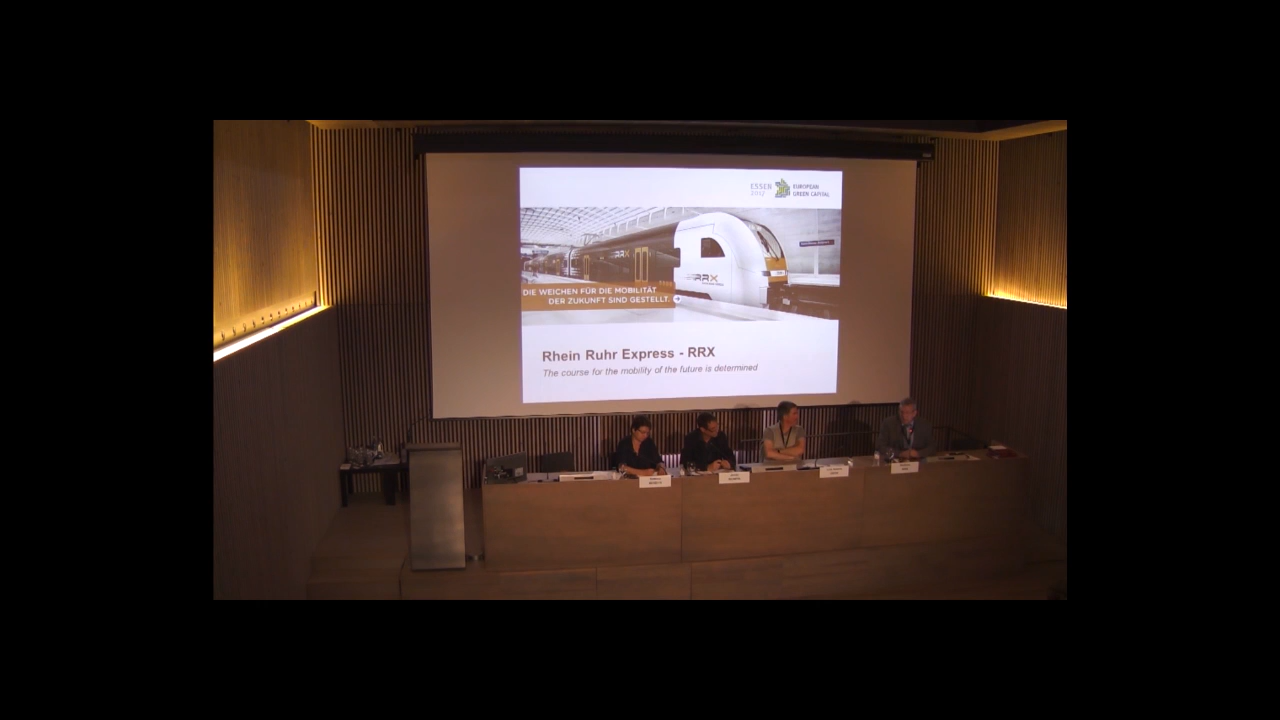 ESSEN
2017
EUROPEAN
GREEN CAPITAL
RRX
RRX
DIE WEICHEN FÜR DIE MOBILITÄT
DER ZUKUNFT SIND GESTELLT.
Rhein Ruhr Express - RRX
The course for the mobility of the future is determined